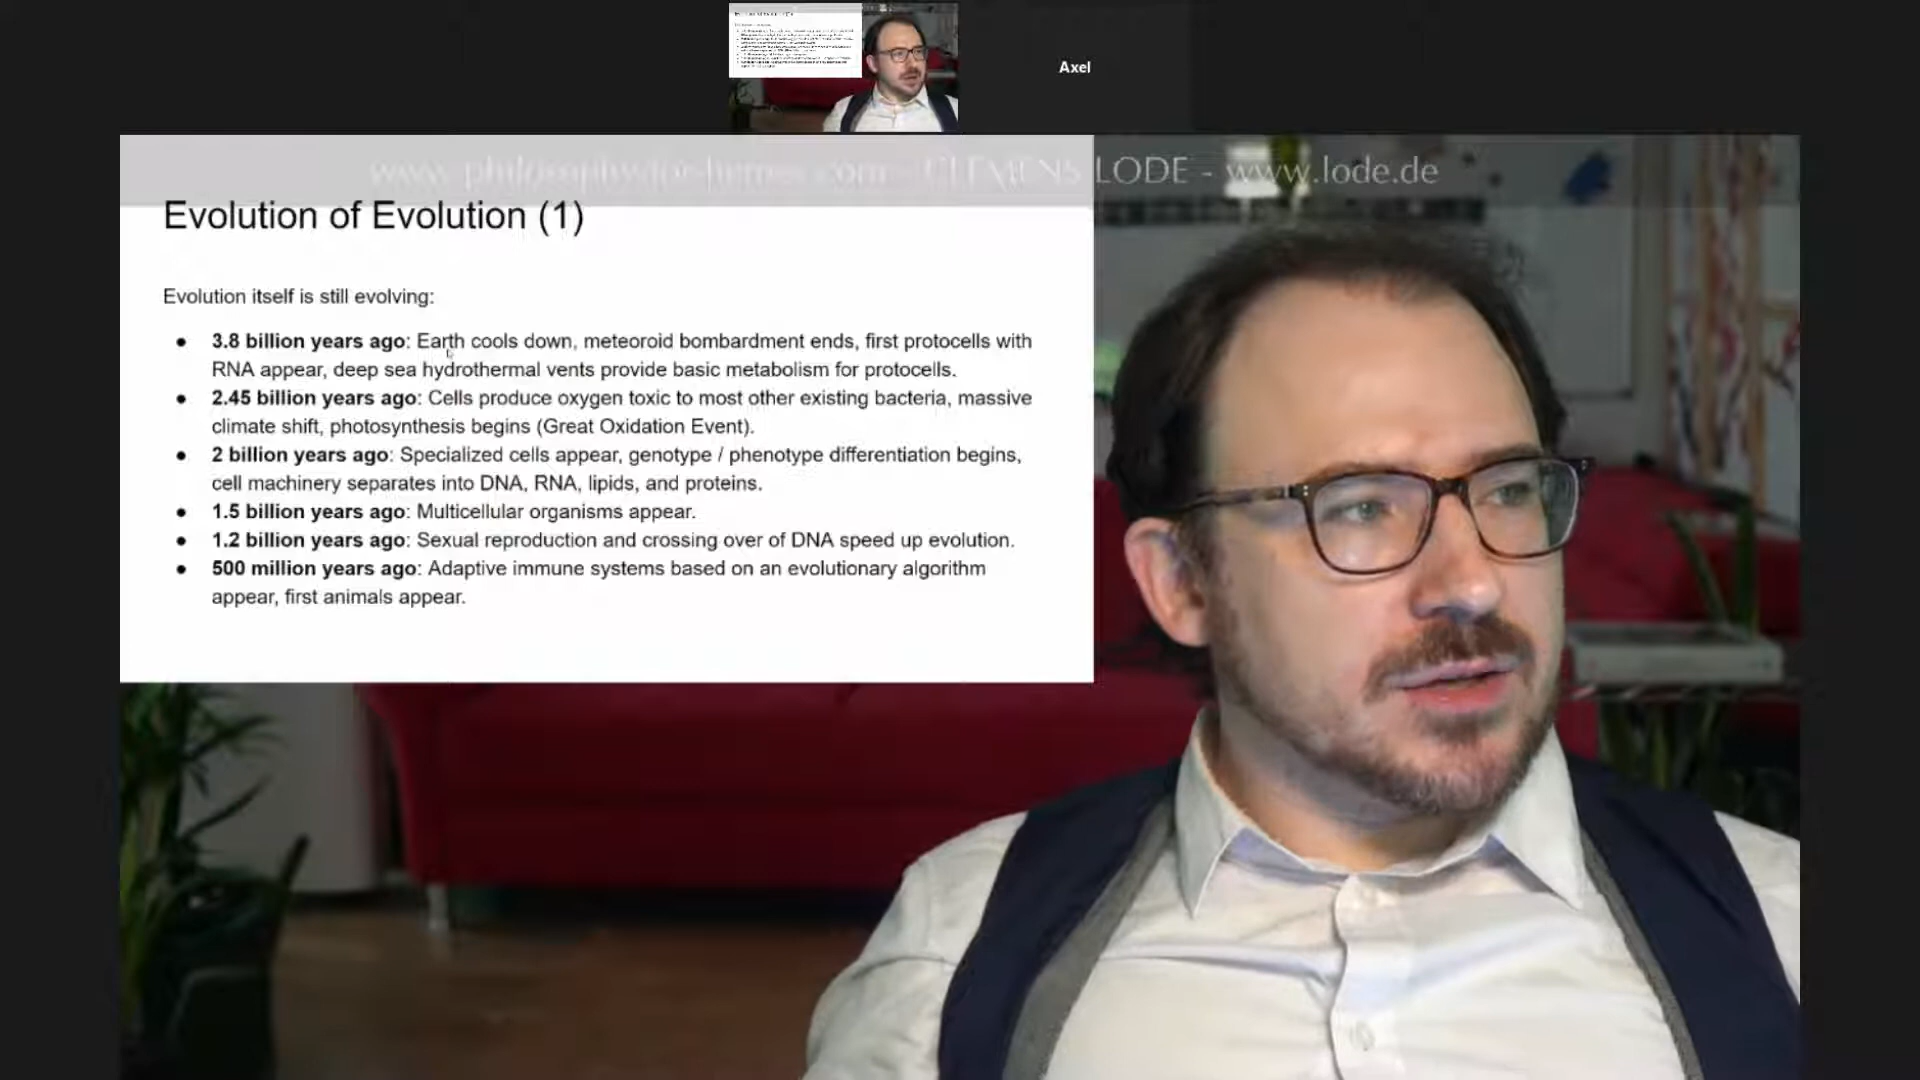 Axel
www.philosophy-for-heroes.com - CLEMENS LODE - www.lode.de
Evolution of Evolution (1)
Evolution itself is still evolving:
● 3.8 billion years ago: Earth cools down, meteoroid bombardment ends, first protocells with
RNA appear, deep sea hydrothermal vents provide basic metabolism for protocells.
● 2.45 billion years ago: Cells produce oxygen toxic to most other existing bacteria, massive
climate shift, photosynthesis begins (Great Oxidation Event).
● 2 billion years ago: Specialized cells appear, genotype / phenotype differentiation begins,
cell machinery separates into DNA, RNA, lipids, and proteins.
● 1.5 billion years ago: Multicellular organisms appear.
● 1.2 billion years ago: Sexual reproduction and crossing over of DNA speed up evolution.
● 500 million years ago: Adaptive immune systems based on an evolutionary algorithm
appear, first animals appear.